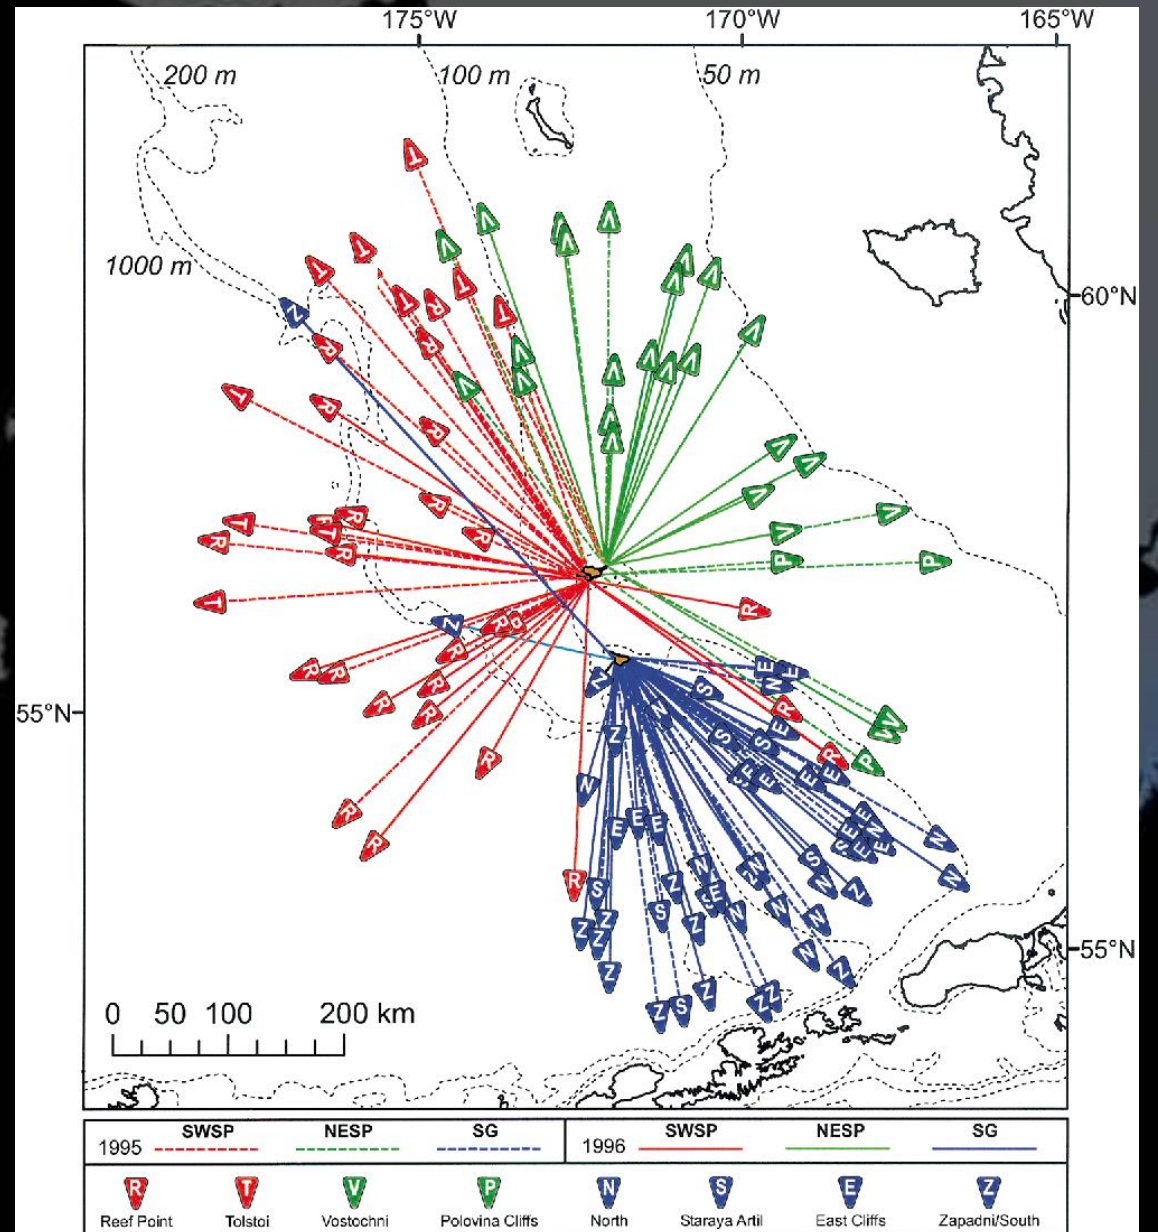 175°W 170°W 165°W
200 m 100 m 50 m
1000 m
60°N
55°N
55°N
0 50 100 200 km
1995 SWSP NESP SG 1996 SWSP NESP SG
R T V P N S E Z
Reef Point Tolstoi Vostochni Polovina Cliffs North Staraya Artil East Cliffs Zapadni/South